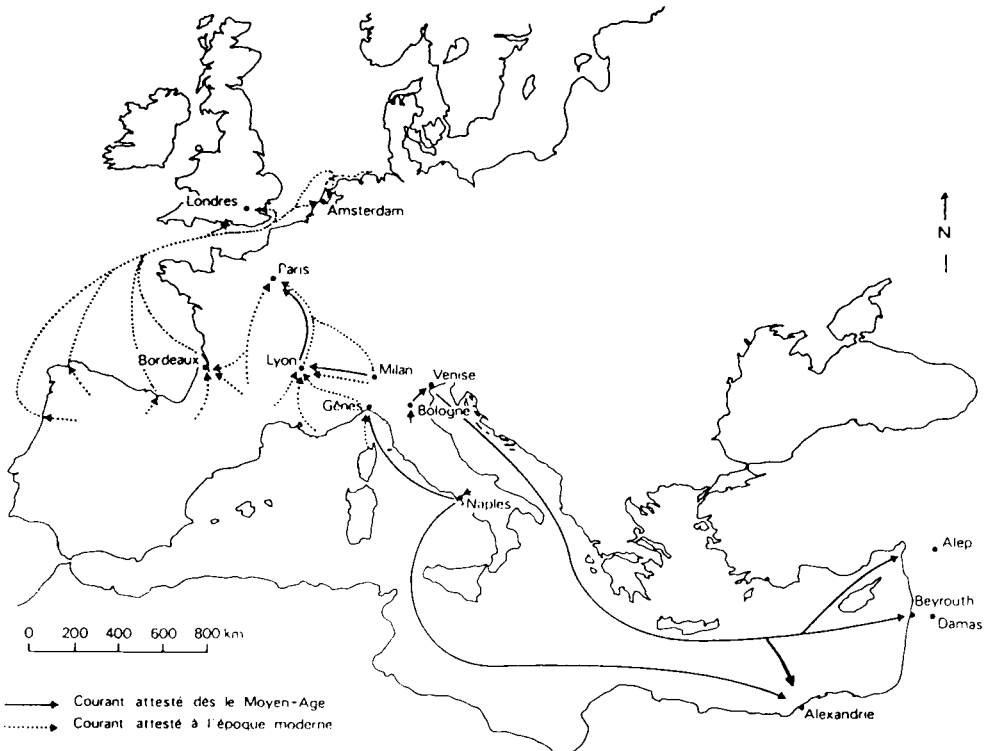 Londres
Amsterdam
N
Paris
Bordeaux
Lyon
Milan
Venise
Gênes
Bologne
Naples
Alep
Beyrouth
Damas
0 200 400 600 800 km
Courant attesté dès le Moyen-Age
Courant attesté à l'époque moderne
Alexandrie